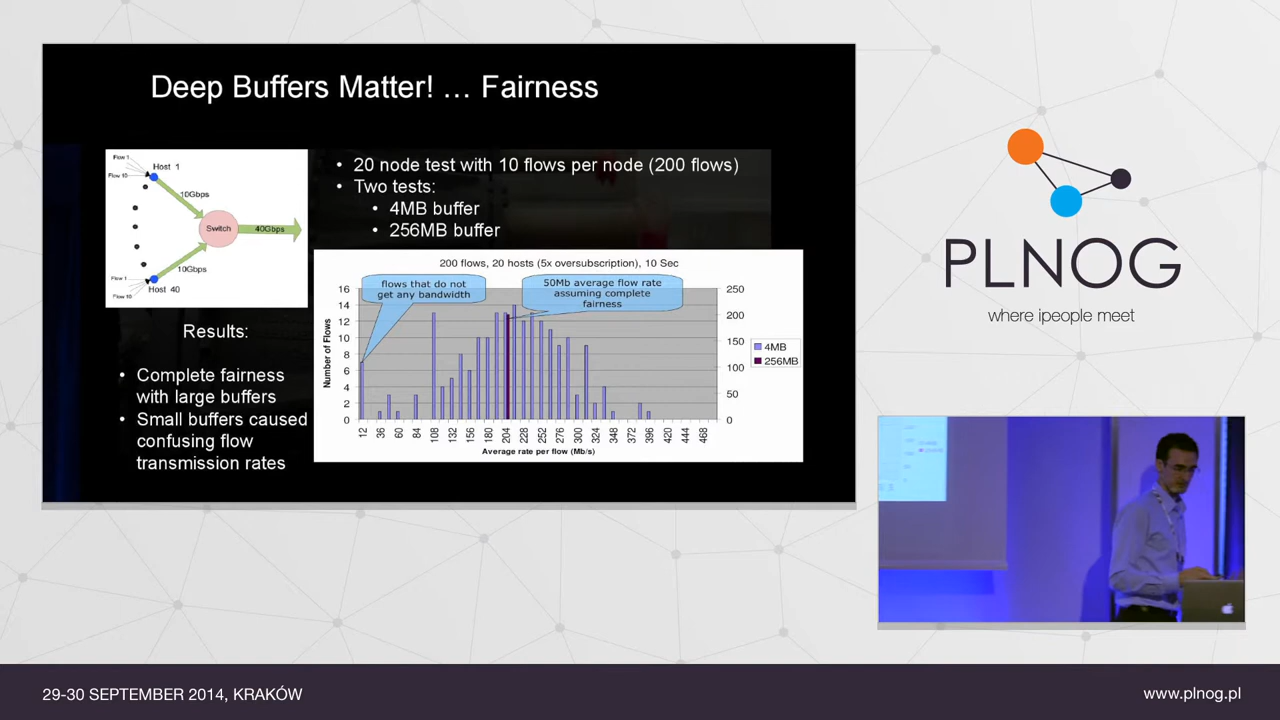 Deep Buffers Matter! … Fairness
Flow 1
Flow 10
Host 1
10Gbps
Switch
40Gbps
10Gbps
Flow 1
Flow 10
Host 40
• 20 node test with 10 flows per node (200 flows)
• Two tests:
• 4MB buffer
• 256MB buffer
Results:
• Complete fairness
with large buffers
• Small buffers caused
confusing flow
transmission rates
200 flows, 20 hosts (5x oversubscription), 10 Sec
flows that do not
get any bandwidth
50Mb average flow rate
assuming complete
fairness
Number of Flows
16
14
12
10
8
6
4
2
0
250
200
150
100
50
0
4MB
256MB
12 36 60 84 108 132 156 180 204 228 252 276 300 324 348 372 396 420 444 468
Average rate per flow (Mb/s)
PLNOG
where ipeople meet
29-30 SEPTEMBER 2014, KRAKÓW
www.plnog.pl